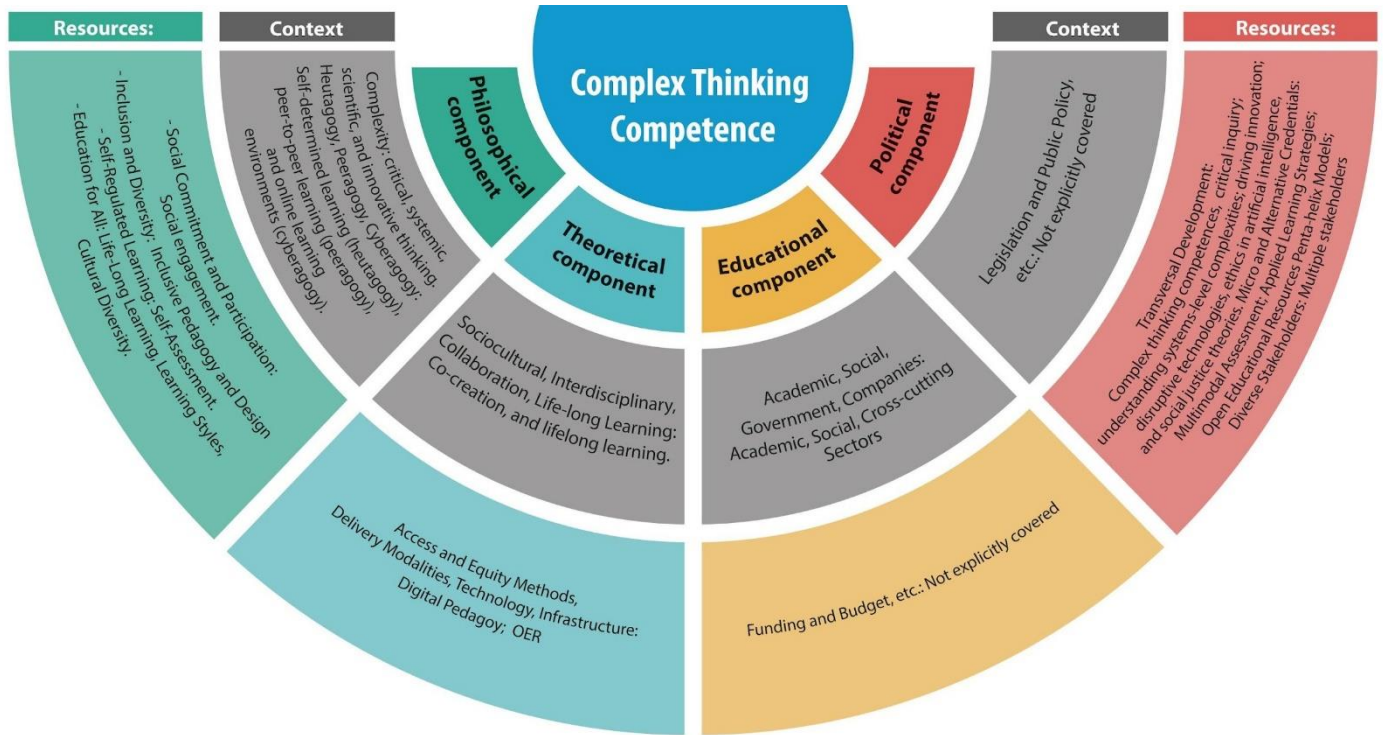 Resources:
Context
Complex Thinking
Competence
Context
Resources:
Philosophical
component
Theoretical
component
Educational
component
Political
component
Complexity; critical, systemic,
scientific, and innovative thinking.
Heutagogy, Peeragogy, Cyberagogy:
Self-determined learning (heutagogy),
peer-to-peer learning (peeragogy),
and online learning
environments (cyberagogy).
Sociocultural, Interdisciplinary,
Collaboration, Life-long Learning:
Co-creation, and lifelong learning.
Academic, Social,
Government, Companies:
Academic, Social, Cross-cutting
Sectors
Legislation and Public Policy,
etc.: Not explicitly covered
- Social Commitment and Participation:
Social engagement.
- Inclusion and Diversity: Inclusive Pedagogy and Design
- Self-Regulated Learning: Self-Assessment.
- Education for All: Life-Long Learning, Learning Styles,
Cultural Diversity.
Access and Equity Methods,
Delivery Modalities, Technology, Infrastructure:
Digital Pedagoy; OER
Funding and Budget, etc.: Not explicitly covered
Transversal Development:
Complex thinking competences, critical inquiry;
understanding systems-level complexities; driving innovation;
disruptive technologies, ethics in artificial intelligence,
and social justice theories. Micro and Alternative Credentials:
Multimodal Assessment; Applied Learning Strategies;
Open Educational Resources Penta-helix Models;
Diverse Stakeholders: Multiple stakeholders